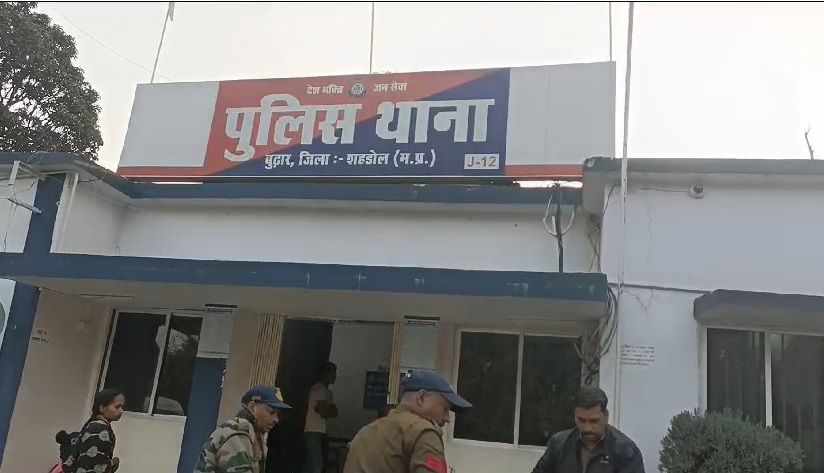 देश भक्ति जन सेवा
पुलिस थाना
बुढ़ार, जिला :- शहडोल (म.प्र.) J-12